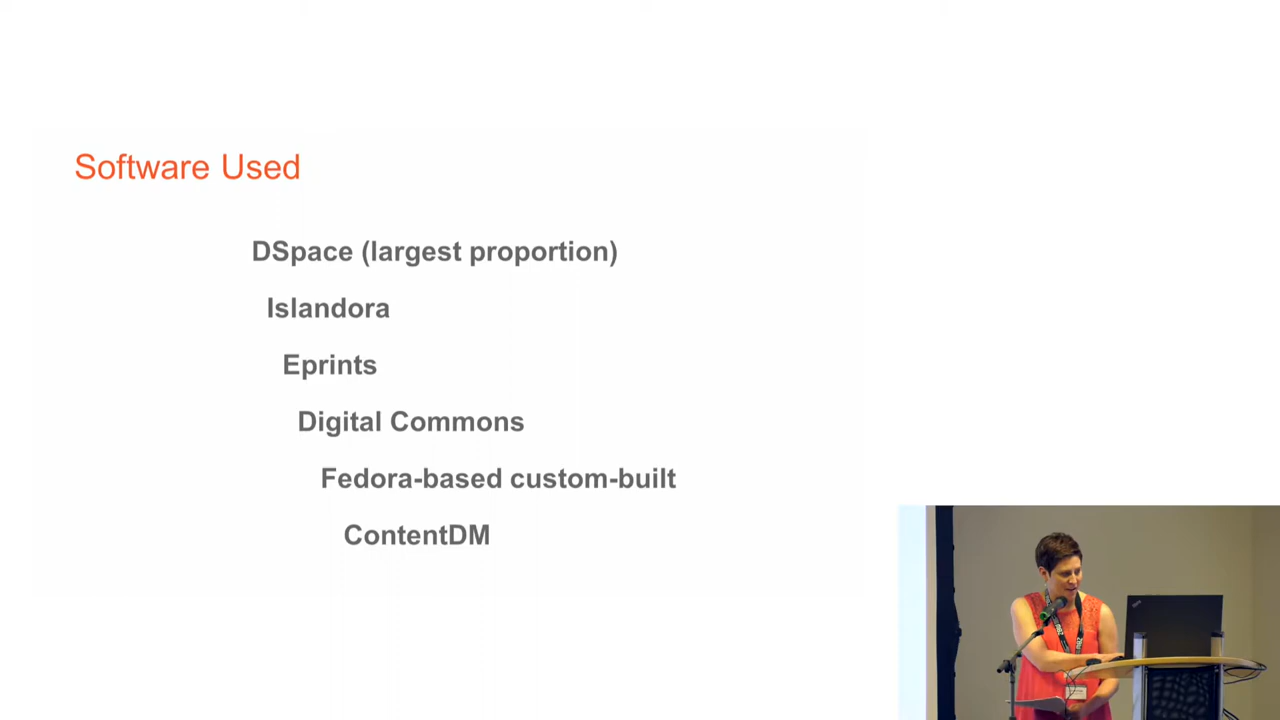 Software Used
DSpace (largest proportion)
Islandora
Eprints
Digital Commons
Fedora-based custom-built
ContentDM